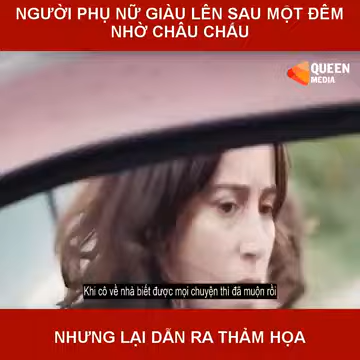 NGƯỜI PHỤ NỮ GIÀU LÊN SAU MỘT ĐÊM
NHỜ CHÂU CHẤU
QUEEN
MEDIA
Khi cô về nhà biết được mọi chuyện thì đã muộn rồi
NHƯNG LẠI DẪN RA THẢM HỌA